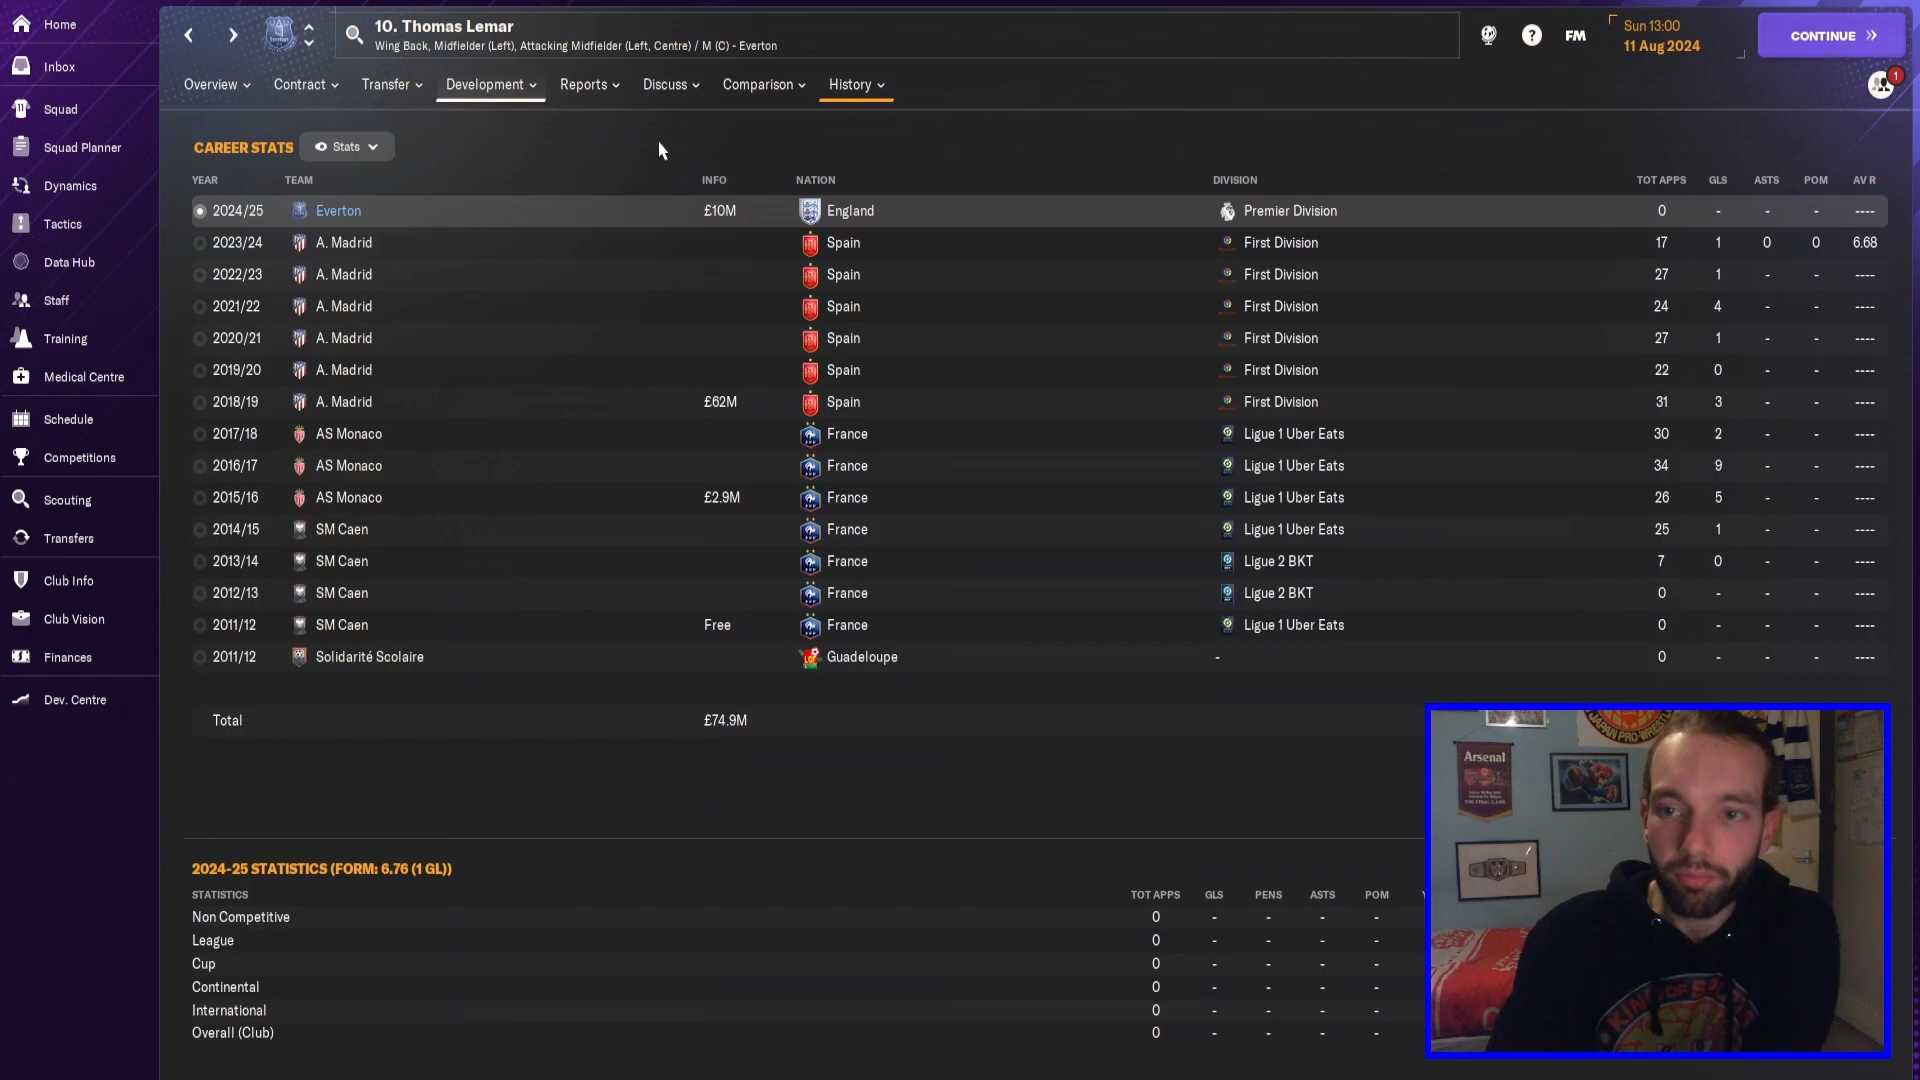 Home
Inbox
Squad
Squad Planner
Dynamics
Tactics
Data Hub
Staff
Training
Medical Centre
Schedule
Competitions
Scouting
Transfers
Club Info
Club Vision
Finances
Dev. Centre
10. Thomas Lemar
Wing Back, Midfielder (Left), Attacking Midfielder (Left, Centre) / M (C) - Everton
FM
Sun 13:00
11 Aug 2024
CONTINUE
1
Overview Contract Transfer Development Reports Discuss Comparison History
CAREER STATS Stats
YEAR TEAM INFO NATION DIVISION TOT APPS GLS ASTS POM AV R
2024/25 Everton £10M England Premier Division 0 - - - ----
2023/24 A. Madrid Spain First Division 17 1 0 0 6.68
2022/23 A. Madrid Spain First Division 27 1 - - ----
2021/22 A. Madrid Spain First Division 24 4 - - ----
2020/21 A. Madrid Spain First Division 27 1 - - ----
2019/20 A. Madrid Spain First Division 22 0 - - ----
2018/19 A. Madrid £62M Spain First Division 31 3 - - ----
2017/18 AS Monaco France Ligue 1 Uber Eats 30 2 - - ----
2016/17 AS Monaco France Ligue 1 Uber Eats 34 9 - - ----
2015/16 AS Monaco £2.9M France Ligue 1 Uber Eats 26 5 - - ----
2014/15 SM Caen France Ligue 1 Uber Eats 25 1 - - ----
2013/14 SM Caen France Ligue 2 BKT 7 0 - - ----
2012/13 SM Caen France Ligue 2 BKT 0 - - - ----
2011/12 SM Caen Free France Ligue 1 Uber Eats 0 - - - ----
2011/12 Solidarité Scolaire Guadeloupe - 0 - - - ----
Total £74.9M
2024-25 STATISTICS (FORM: 6.76 (1 GL))
STATISTICS TOT APPS GLS PENS ASTS POM
Non Competitive 0 - - - -
League 0 - - - -
Cup 0 - - - -
Continental 0 - - - -
International 0 - - - -
Overall (Club) 0 - - - -
JAPAN PRO-WRESTL
Arsenal
THE FINAL GAME